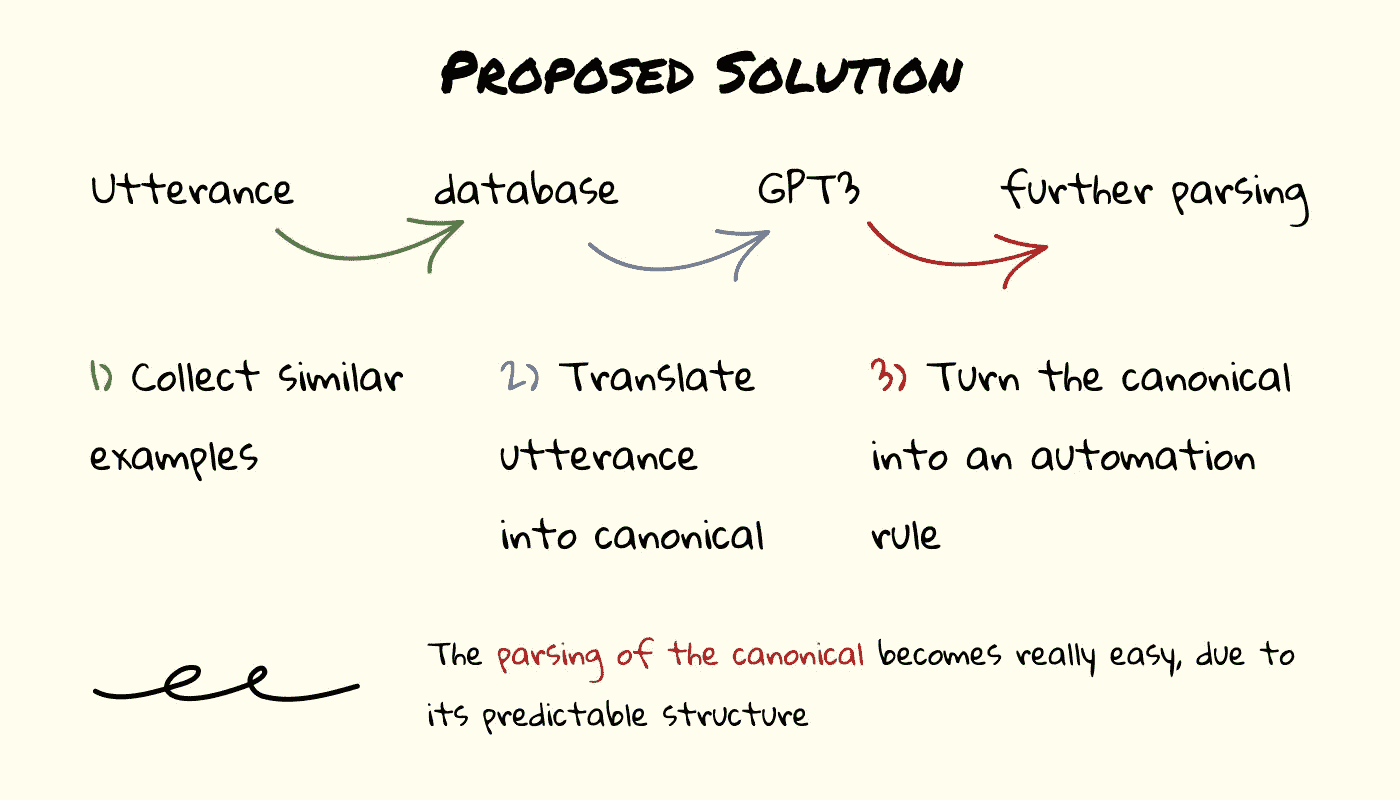 PROPOSED SOLUTION
Utterance database GPT3 further parsing
1) Collect similar
examples
2) Translate
utterance
into canonical
3) Turn the canonical
into an automation
rule
The parsing of the canonical becomes really easy, due to
its predictable structure